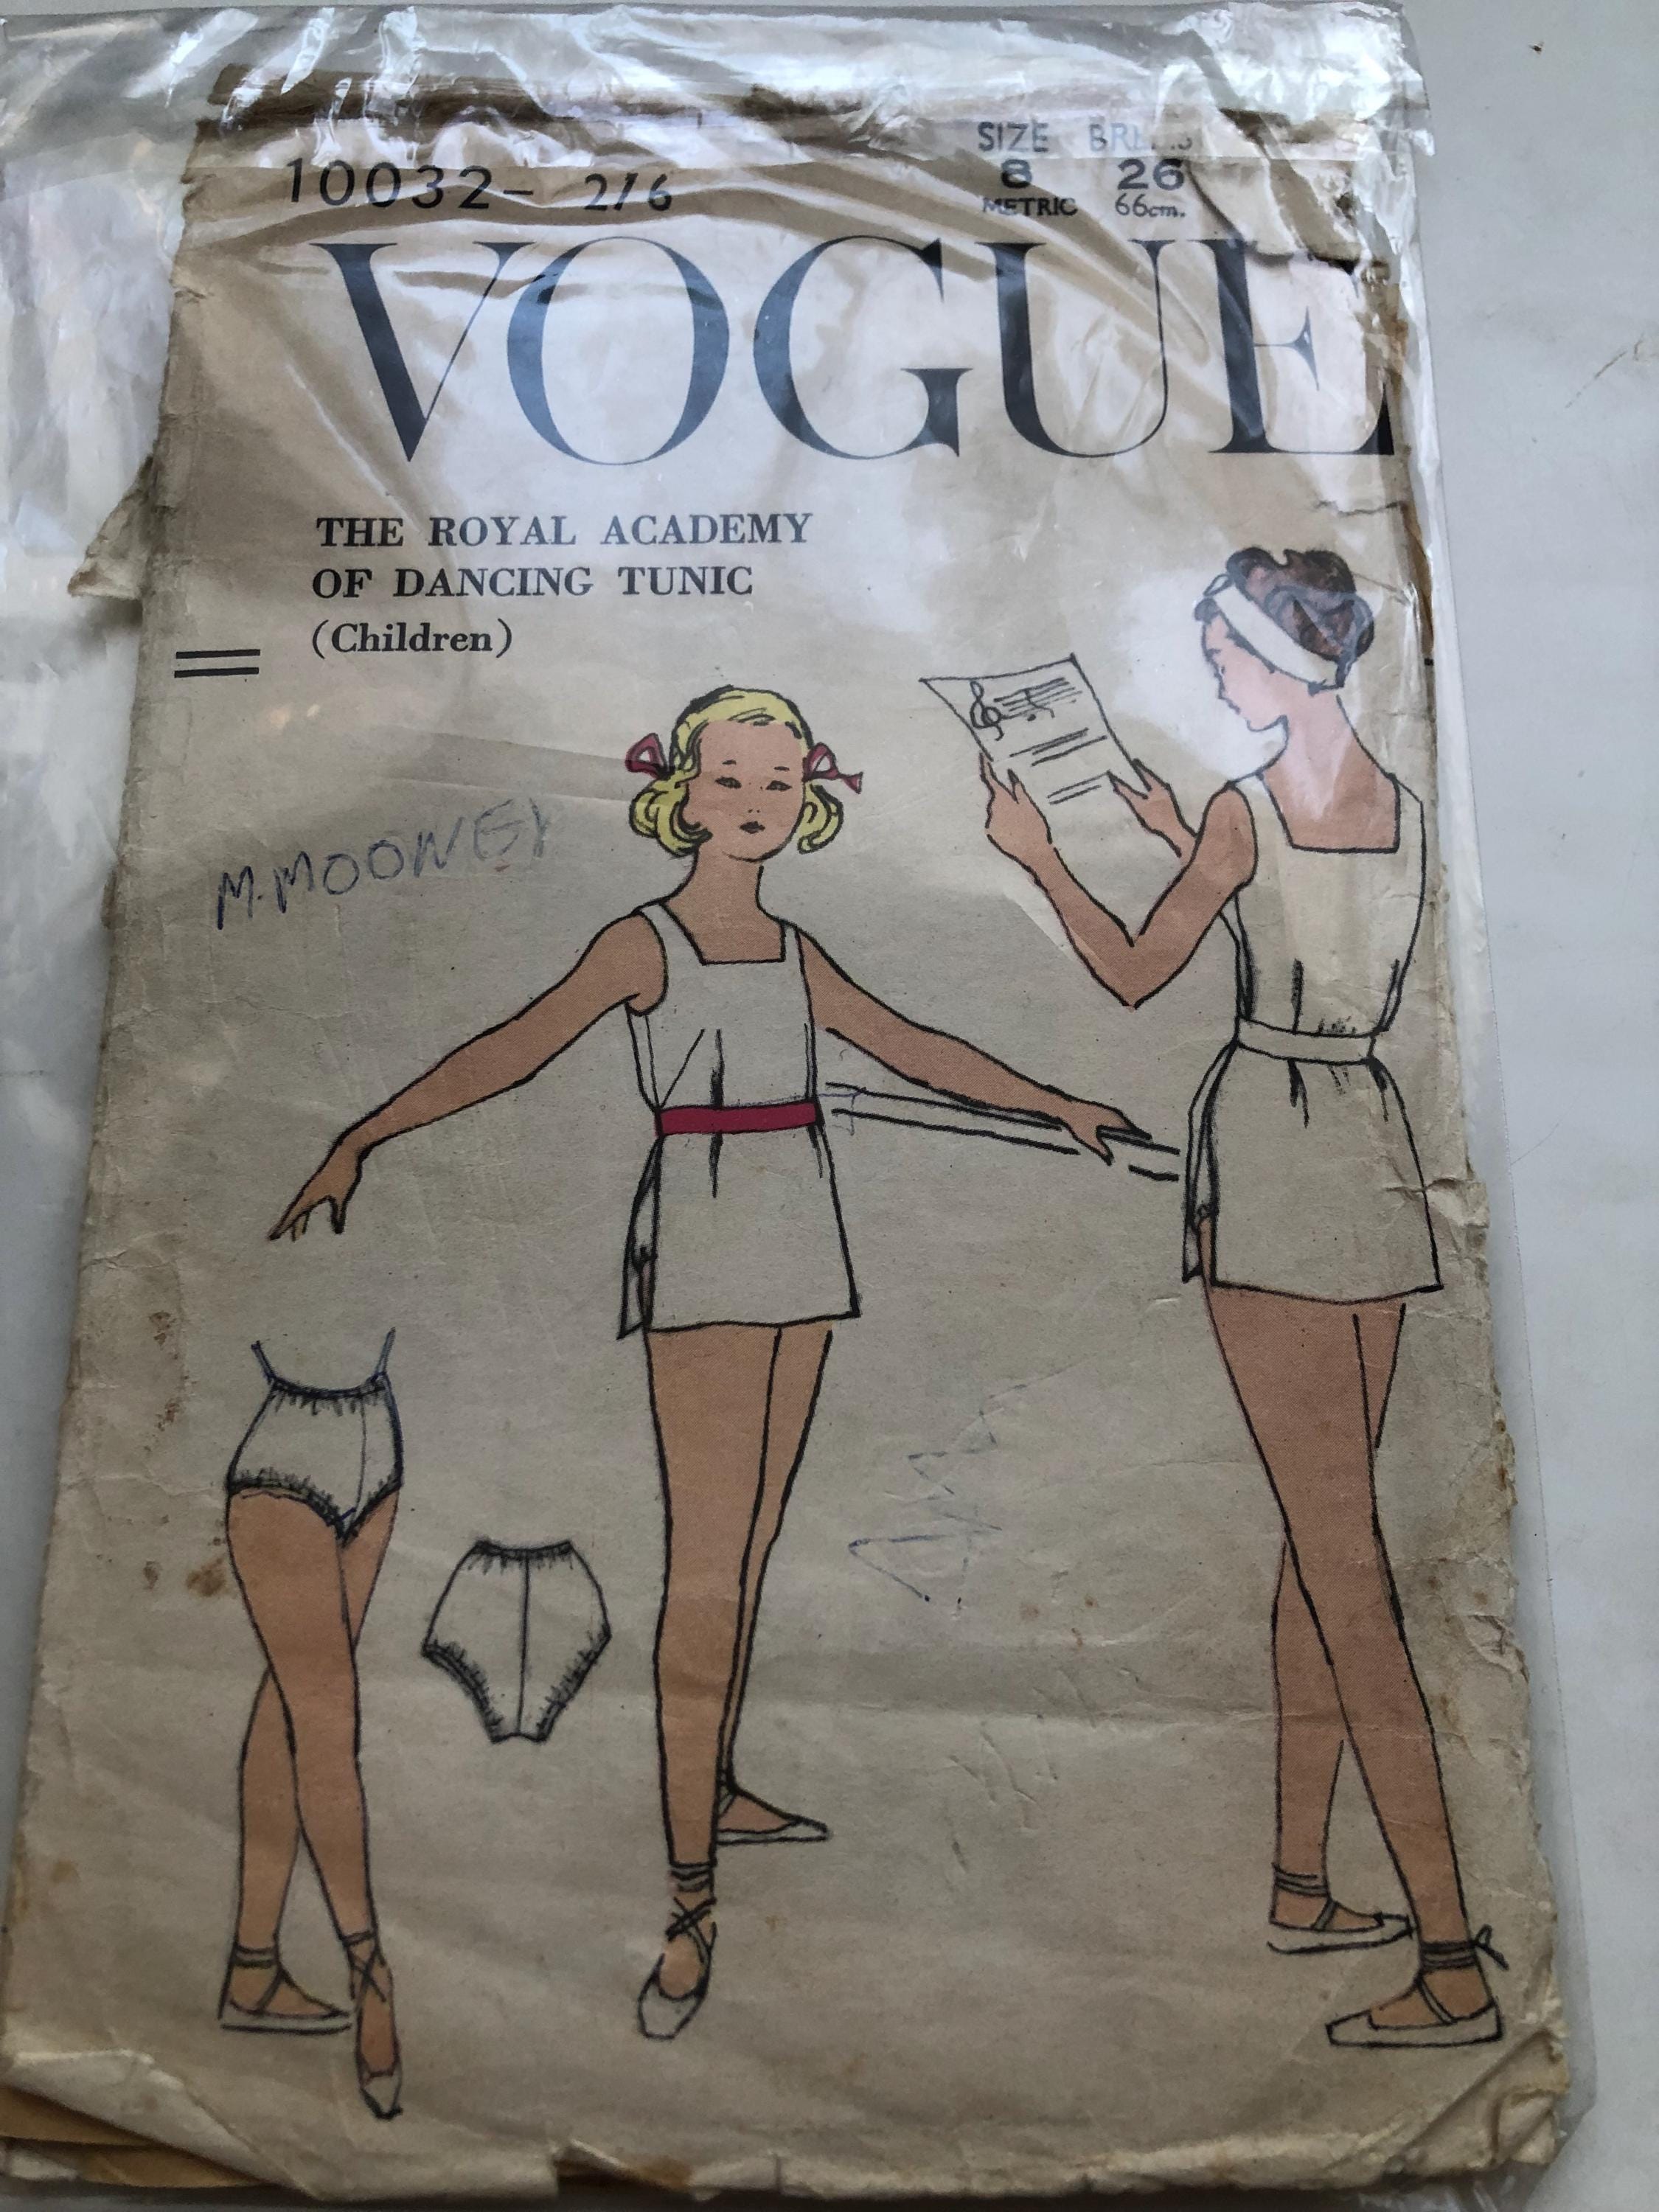 SIZE
10032- 2/6
8 26
METRIC 66cm.
VOGUE
THE ROYAL ACADEMY
OF DANCING TUNIC
(Children)
M. MOONEY